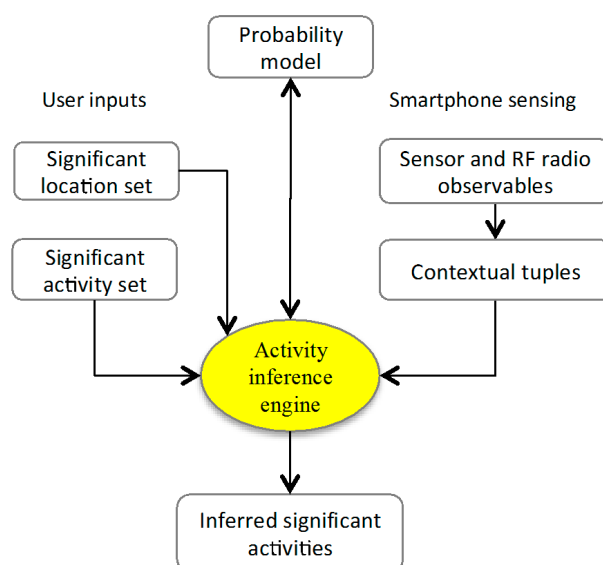 Probability
model
User inputs
Smartphone sensing
Significant
location set
Sensor and RF radio
observables
Significant
activity set
Contextual tuples
Activity
inference
engine
Inferred significant
activities